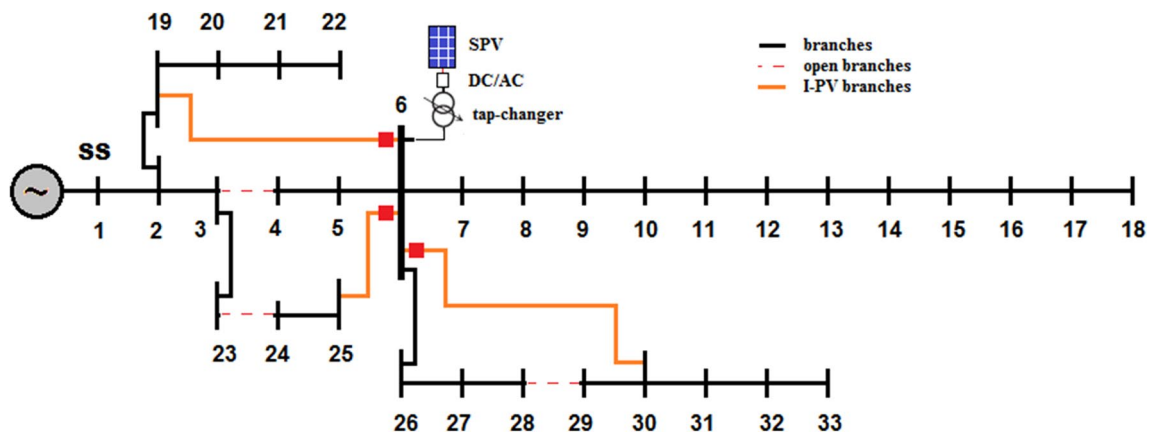 19 20 21 22
SPV
DC/AC
tap-changer
branches
open branches
I-PV branches
6
ss
1 2 3 4 5 7 8 9 10 11 12 13 14 15 16 17 18
23 24 25
26 27 28 29 30 31 32 33